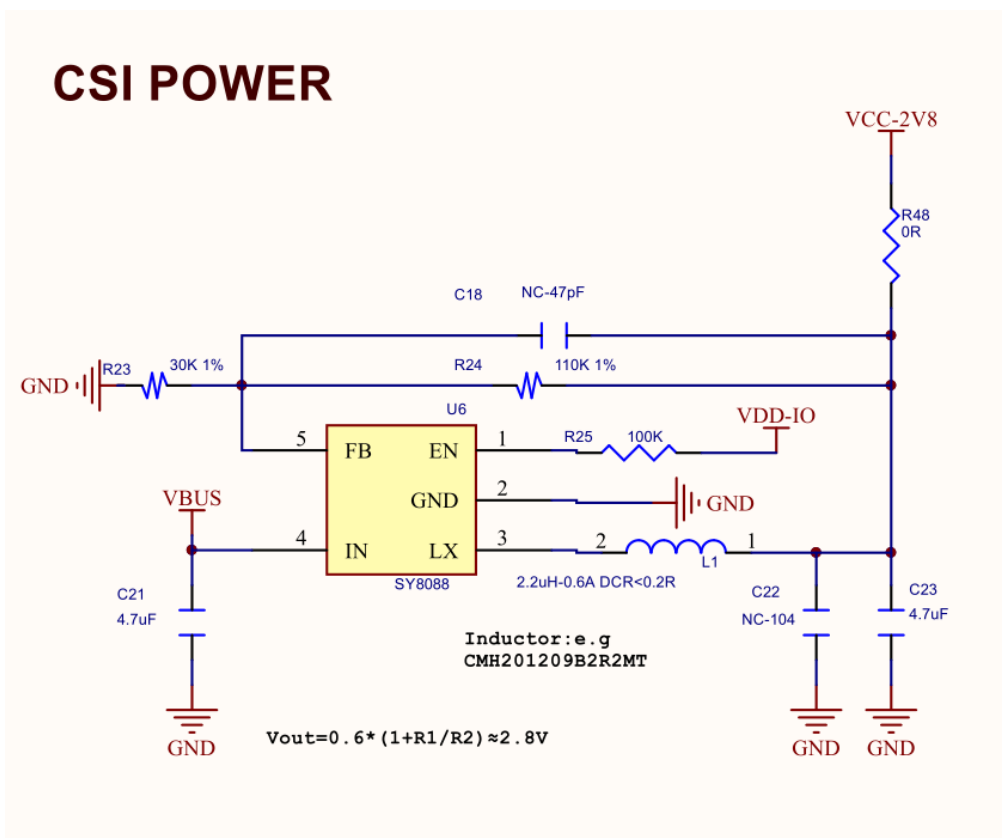 CSI POWER
VCC-2V8
R48
0R
C18 NC-47pF
GND R23 30K 1% R24 110K 1%
U6
VDD-IO
5 FB EN 1 R25 100K
GND 2 GND
VBUS
4 IN LX 3 2 1
L1
SY8088 2.2uH-0.6A DCR<0.2R
C21 C22 C23
4.7uF NC-104 4.7uF
Inductor:e.g
CMH201209B2R2MT
Vout=0.6*(1+R1/R2)≈2.8V
GND GND GND